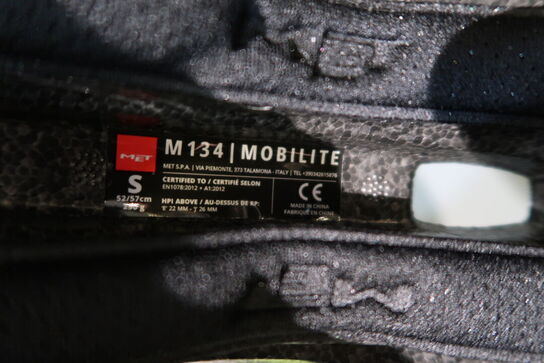 M134 | MOBILITE
MET
MET S.P.A. | VIA PIEMONTE, 373 TALAMONA - ITALY | TEL +390342615878
S
CERTIFIED TO / CERTIFIÉ SELON
EN1078:2012 + A1:2012
CE
52/57cm
HPI ABOVE / AU-DESSUS DE RP:
22 MM - 26 MM
MADE IN CHINA
FABRIQUÉ EN CHINE